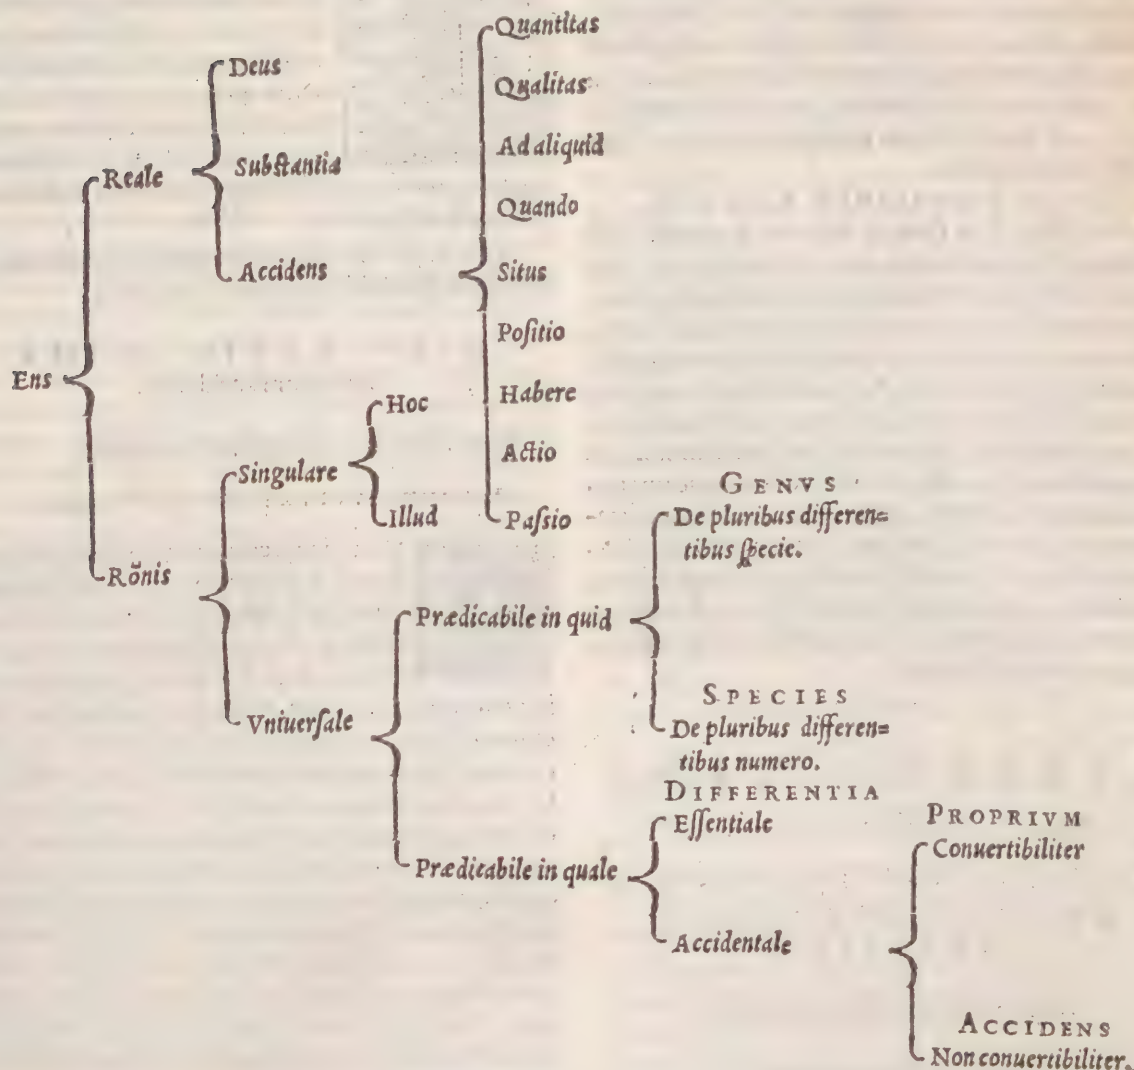 Ens
Reale
Deus
Subſtantia
Accidens
Quantitas
Qualitas
Ad aliquid
Quando
Situs
Poſitio
Habere
Actio
Paſsio
Rõnis
Singulare
Hoc
Illud
Vniuerſale
Prædicabile in quid
GENVS
De pluribus differen=
tibus ſpecie.
SPECIES
De pluribus differen=
tibus numero.
Prædicabile in quale
DIFFERENTIA
Eſſentiale
Accidentale
PROPRIVM
Conuertibiliter
ACCIDENS
Non conuertibiliter.